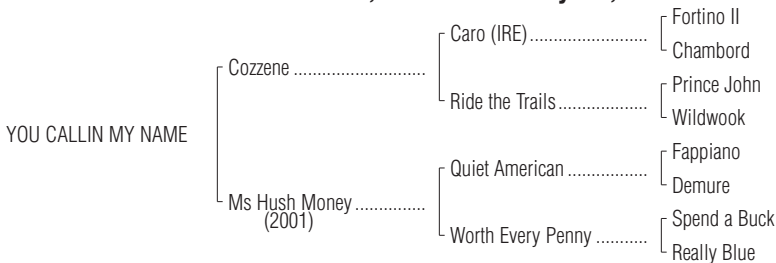 Fortino II
Caro (IRE)
Chambord
Cozzene
Prince John
Ride the Trails
Wildwook
YOU CALLIN MY NAME
Fappiano
Quiet American
Demure
Ms Hush Money
(2001)
Spend a Buck
Worth Every Penny
Really Blue